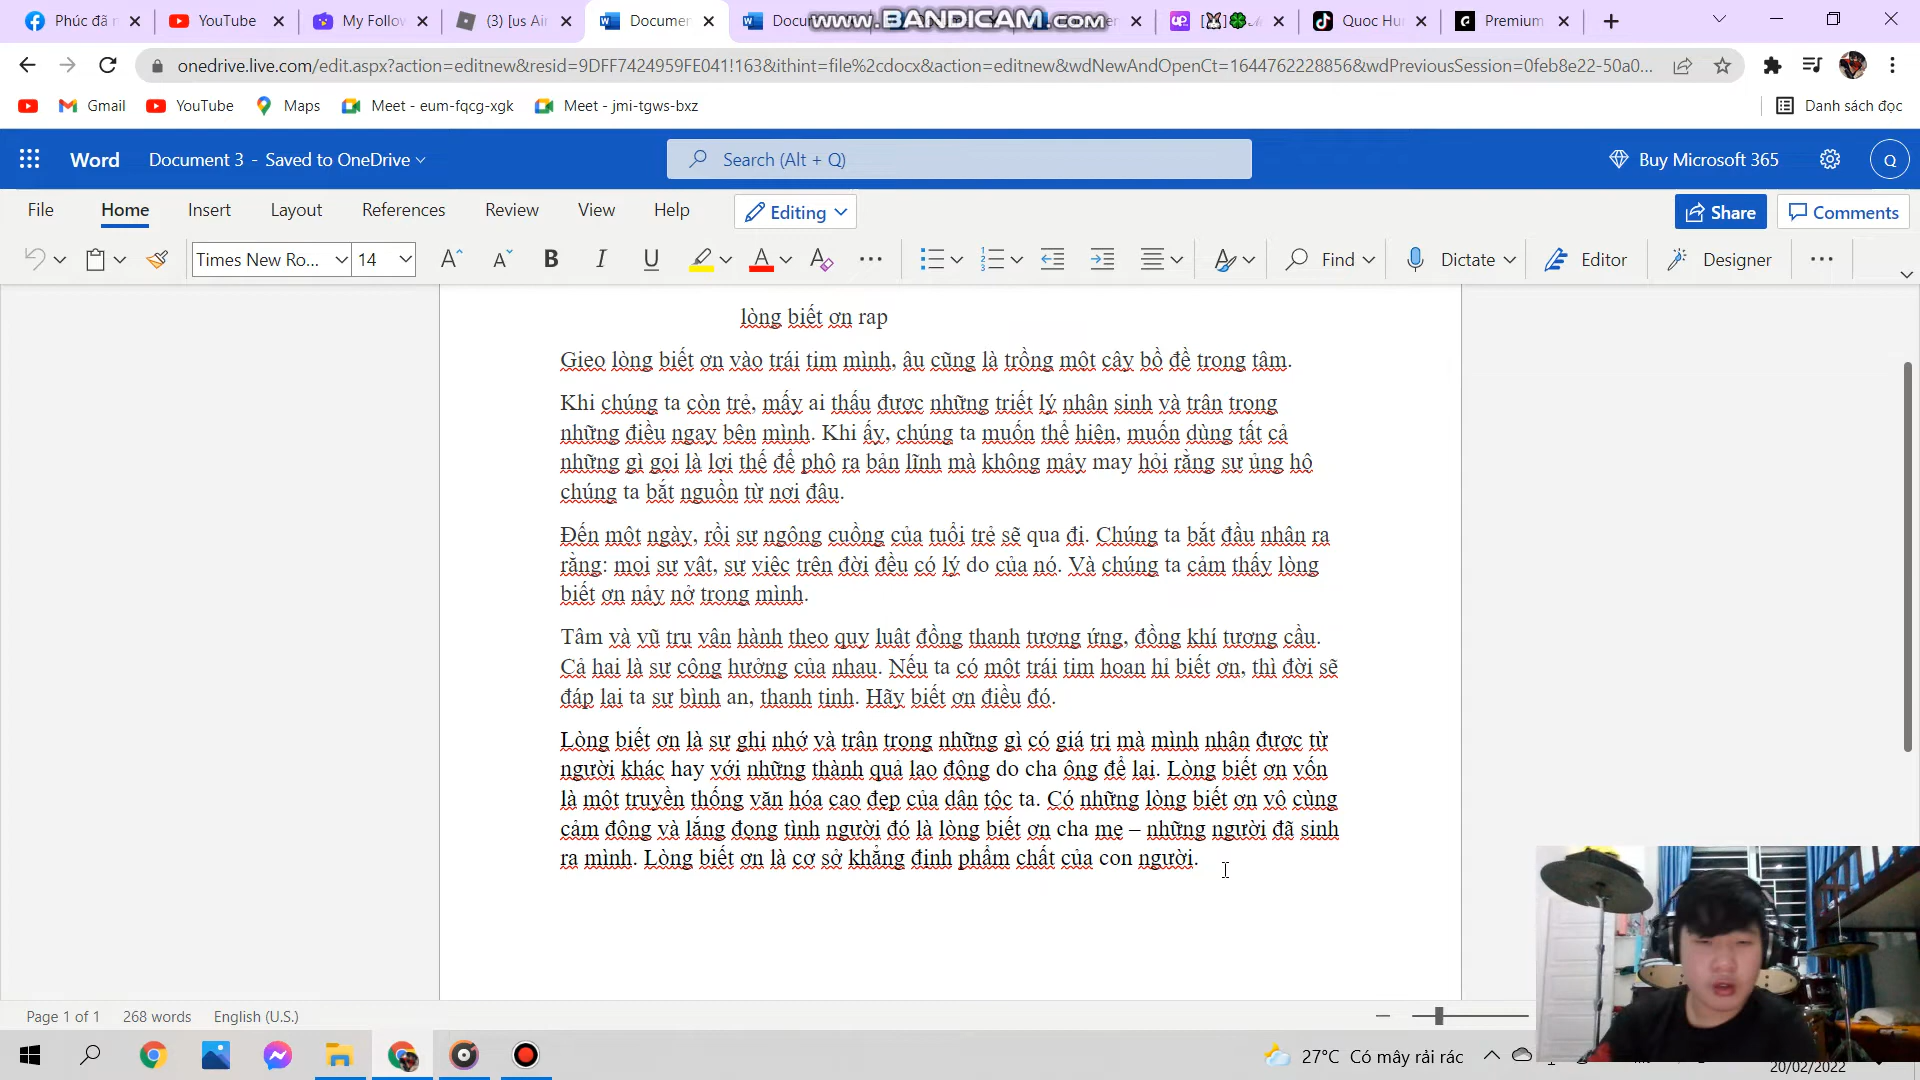 Phúc đã r
YouTube
My Follow
(3) [us Air
Documen
Docu
www.BANDICAM.com
Quoc Hu
Premium
onedrive.live.com/edit.aspx?action=editnew&resid=9DFF7424959FE041!163&ithint=file%2cdocx&action=editnew&wdNewAndOpenCt=1644762228856&wdPreviousSession=0feb8e22-50a0...
Gmail YouTube Maps Meet - eum-fqcg-xgk Meet - jmi-tgws-bxz Danh sách đọc
Word Document 3 - Saved to OneDrive Search (Alt + Q) Buy Microsoft 365 Q
File Home Insert Layout References Review View Help Editing Share Comments
Times New Ro... 14 A A B I U A A Find Dictate Editor Designer
lòng biết ơn rap
Gieo lòng biết ơn vào trái tim mình, âu cũng là trồng một cây bồ đề trong tâm.
Khi chúng ta còn trẻ, mấy ai thấu được những triết lý nhân sinh và trân trọng
những điều ngay bên mình. Khi ấy, chúng ta muốn thể hiện, muốn dùng tất cả
những gì gọi là lợi thế để phô ra bản lĩnh mà không mảy may hỏi rằng sự ủng hộ
chúng ta bắt nguồn từ nơi đâu.
Đến một ngày, rồi sự ngông cuồng của tuổi trẻ sẽ qua đi. Chúng ta bắt đầu nhận ra
rằng: mọi sự vật, sự việc trên đời đều có lý do của nó. Và chúng ta cảm thấy lòng
biết ơn nảy nở trong mình.
Tâm và vũ trụ vận hành theo quy luật đồng thanh tương ứng, đồng khí tương cầu.
Cả hai là sự cộng hưởng của nhau. Nếu ta có một trái tim hoan hỉ biết ơn, thì đời sẽ
đáp lại ta sự bình an, thanh tịnh. Hãy biết ơn điều đó.
Lòng biết ơn là sự ghi nhớ và trân trọng những gì có giá trị mà mình nhận được từ
người khác hay với những thành quả lao động do cha ông để lại. Lòng biết ơn vốn
là một truyền thống văn hóa cao đẹp của dân tộc ta. Có những lòng biết ơn vô cùng
cảm động và lắng đọng tình người đó là lòng biết ơn cha mẹ – những người đã sinh
ra mình. Lòng biết ơn là cơ sở khẳng định phẩm chất của con người.
Page 1 of 1 268 words English (U.S.)
27°C Có mây rải rác
20/02/2022